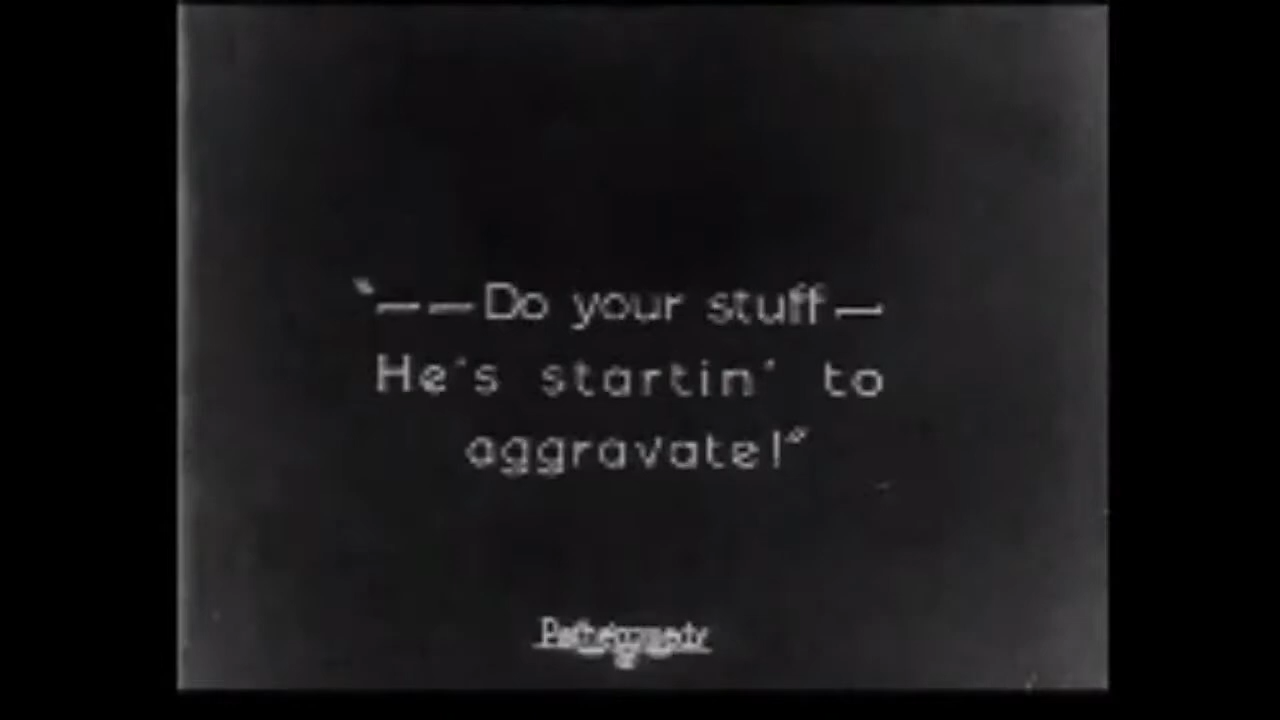 "——Do your stuff—
He's startin' to
aggravate!"
Pathécomedy